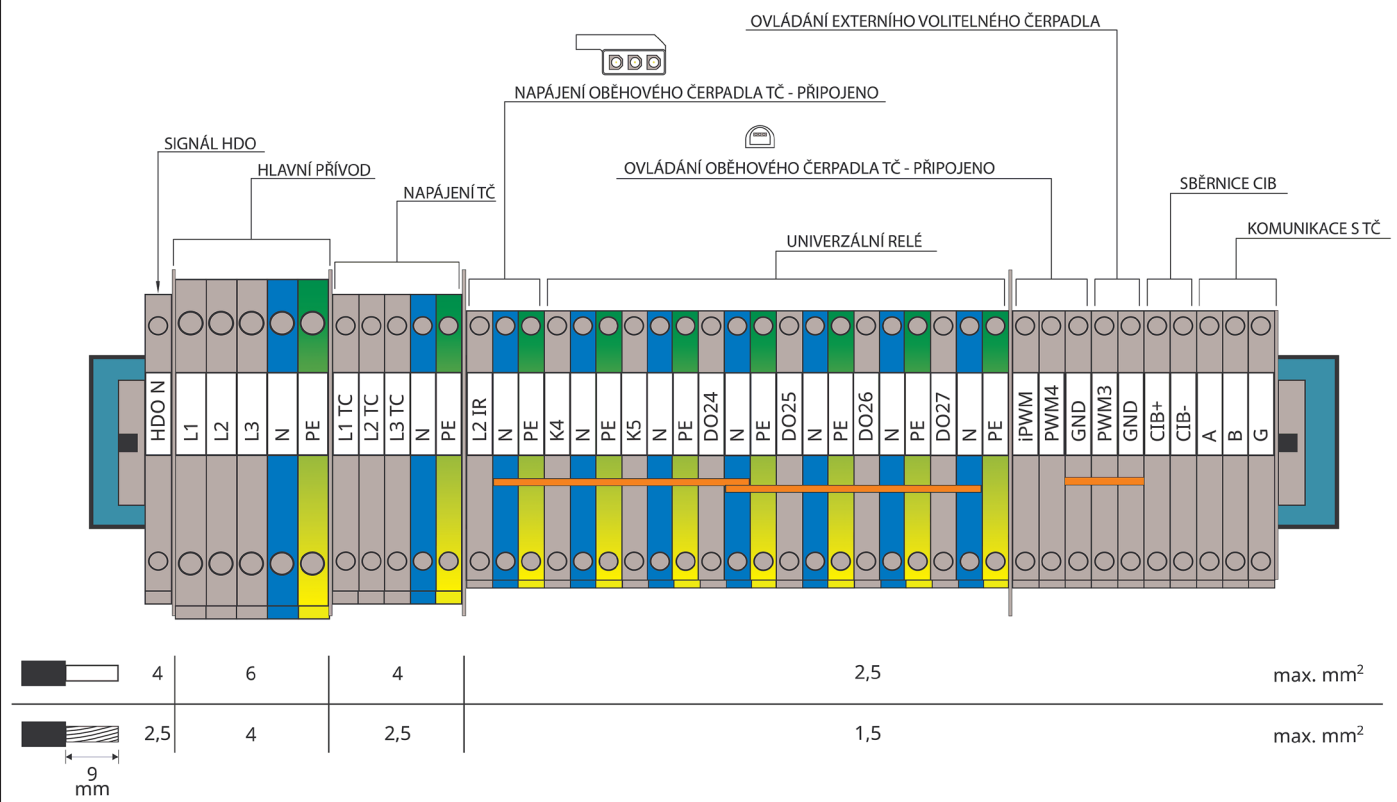 OVLÁDÁNÍ EXTERNÍHO VOLITELNÉHO ČERPADLA
NAPÁJENÍ OBĚHOVÉHO ČERPADLA TČ - PŘIPOJENO
SIGNÁL HDO
HLAVNÍ PŘÍVOD
OVLÁDÁNÍ OBĚHOVÉHO ČERPADLA TČ - PŘIPOJENO
NAPÁJENÍ TČ
SBĚRNICE CIB
KOMUNIKACE S TČ
UNIVERZÁLNÍ RELÉ
HDO N
L1
L2
L3
N
PE
L1 TC
L2 TC
L3 TC
N
PE
L2 IR
N
PE
K4
N
PE
K5
N
PE
DO24
N
PE
DO25
N
PE
DO26
N
PE
DO27
N
PE
iPWM
PWM4
GND
PWM3
GND
CIB+
CIB-
A
B
G
4 6 4 2,5 max. mm²
2,5 4 2,5 1,5 max. mm²
9
mm